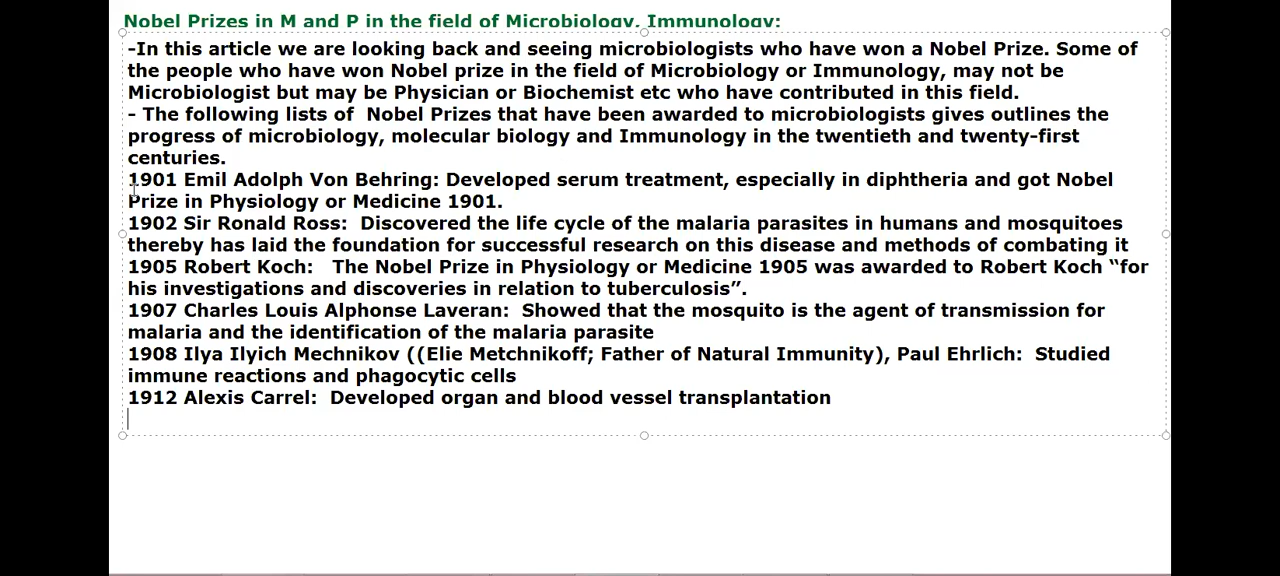 Nobel Prizes in M and P in the field of Microbiology, Immunology:
-In this article we are looking back and seeing microbiologists who have won a Nobel Prize. Some of
the people who have won Nobel prize in the field of Microbiology or Immunology, may not be
Microbiologist but may be Physician or Biochemist etc who have contributed in this field.
- The following lists of  Nobel Prizes that have been awarded to microbiologists gives outlines the
progress of microbiology, molecular biology and Immunology in the twentieth and twenty-first
centuries.
1901 Emil Adolph Von Behring: Developed serum treatment, especially in diphtheria and got Nobel
Prize in Physiology or Medicine 1901.
1902 Sir Ronald Ross:  Discovered the life cycle of the malaria parasites in humans and mosquitoes
thereby has laid the foundation for successful research on this disease and methods of combating it
1905 Robert Koch:   The Nobel Prize in Physiology or Medicine 1905 was awarded to Robert Koch “for
his investigations and discoveries in relation to tuberculosis”.
1907 Charles Louis Alphonse Laveran:  Showed that the mosquito is the agent of transmission for
malaria and the identification of the malaria parasite
1908 Ilya Ilyich Mechnikov ((Elie Metchnikoff; Father of Natural Immunity), Paul Ehrlich:  Studied
immune reactions and phagocytic cells
1912 Alexis Carrel:  Developed organ and blood vessel transplantation